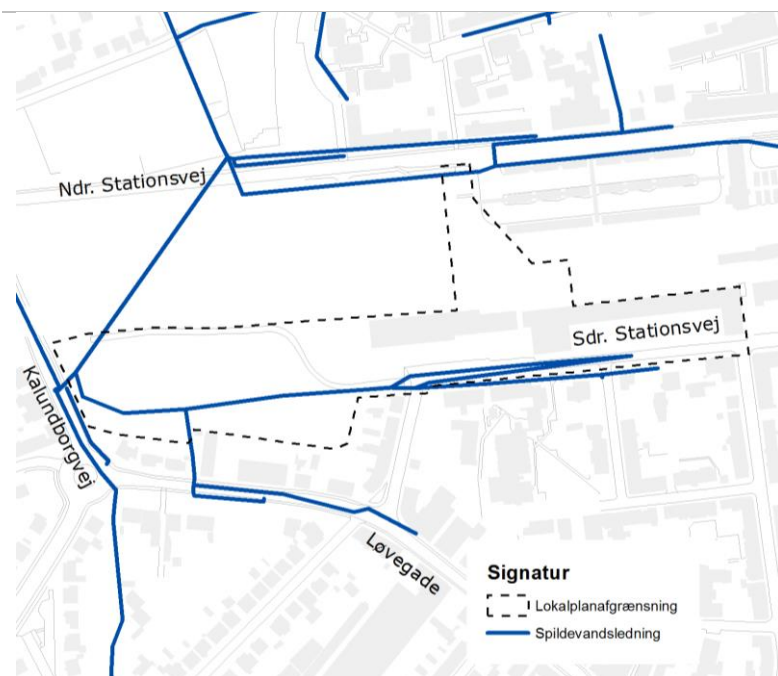 Ndr. Stationsvej
Sdr. Stationsvej
Kalundborgvej
Løvegade
Signatur
Lokalplanafgrænsning
Spildevandsledning